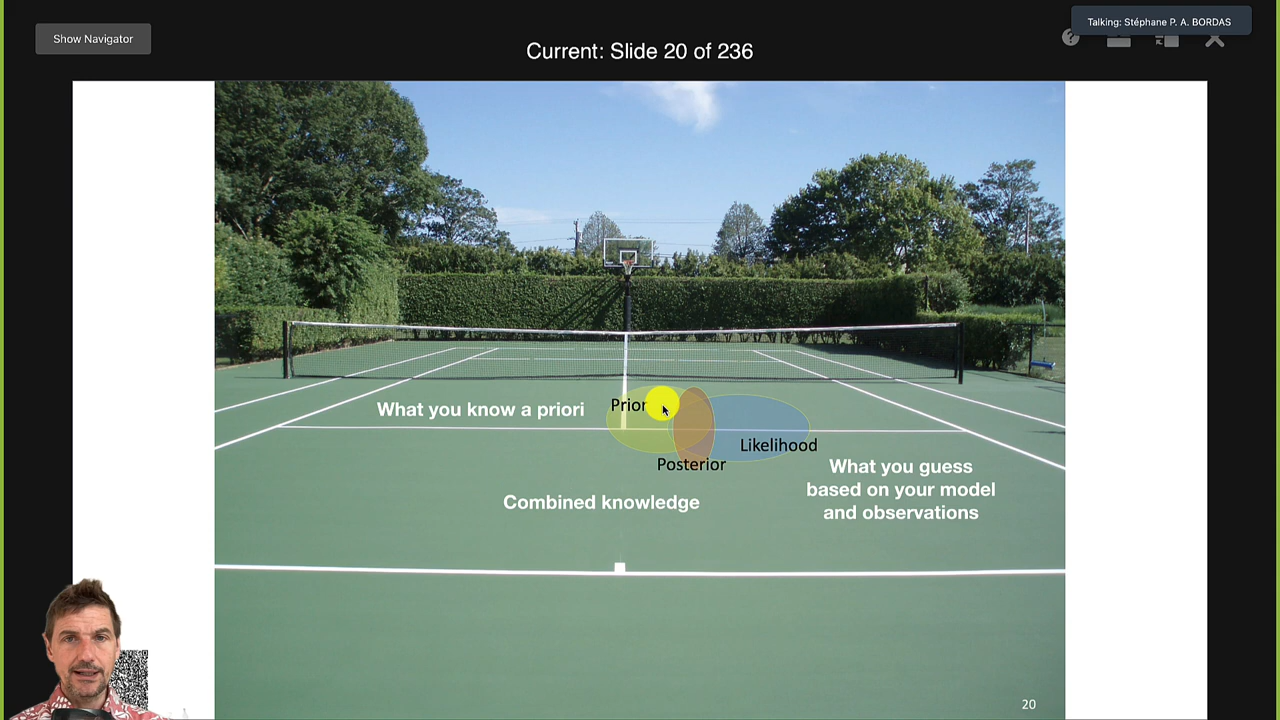 Show Navigator
Talking: Stéphane P. A. BORDAS
?
Current: Slide 20 of 236
Prior
What you know a priori
Likelihood
Posterior
What you guess
based on your model
and observations
Combined knowledge
20